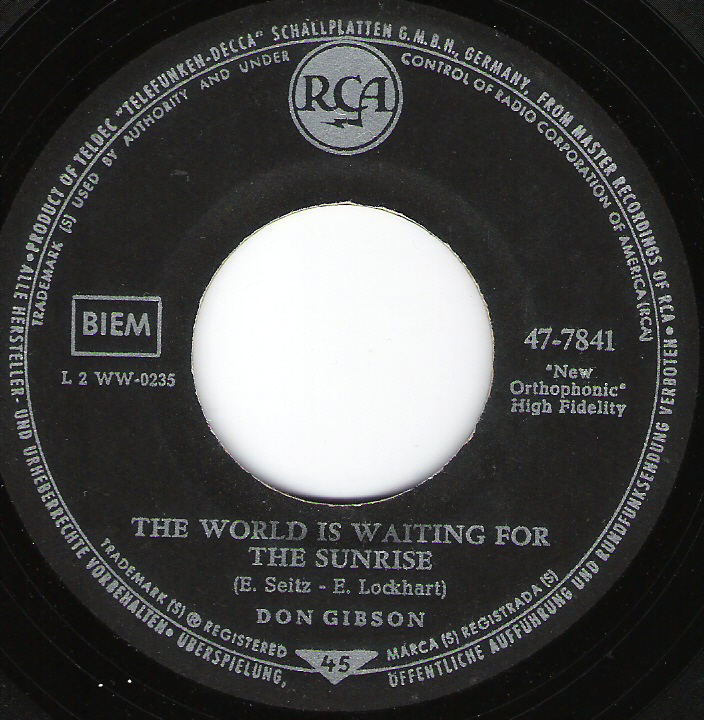 • PRODUCT OF TELDEC "TELEFUNKEN-DECCA" SCHALLPLATTEN G.M.B.H., GERMANY, FROM MASTER RECORDINGS OF RCA •
TRADEMARK (S) USED BY AUTHORITY AND UNDER CONTROL OF RADIO CORPORATION OF AMERICA (RCA)
RCA
BIEM
L 2 WW-0235
47-7841
"New
Orthophonic"
High Fidelity
THE WORLD IS WAITING FOR
THE SUNRISE
(E. Seitz - E. Lockhart)
DON GIBSON
TRADEMARK (S) ® REGISTERED
MARCA (S) REGISTRADA (S)
45
ALLE HERSTELLER- UND URHEBERRECHTE VORBEHALTEN • ÜBERSPIELUNG, ÖFFENTLICHE AUFFÜHRUNG UND RUNDFUNKSENDUNG VERBOTEN